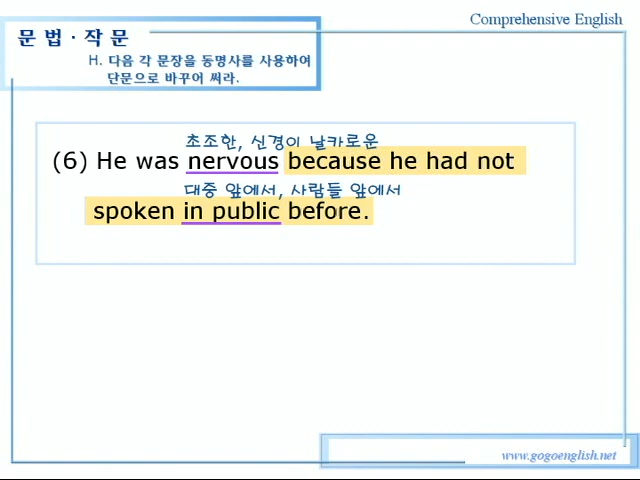 Comprehensive English
문법·작문
H. 다음 각 문장을 동명사를 사용하여
단문으로 바꾸어 써라.
초조한, 신경이 날카로운
(6) He was nervous because he had not
대중 앞에서, 사람들 앞에서
spoken in public before.
www.gogoenglish.net